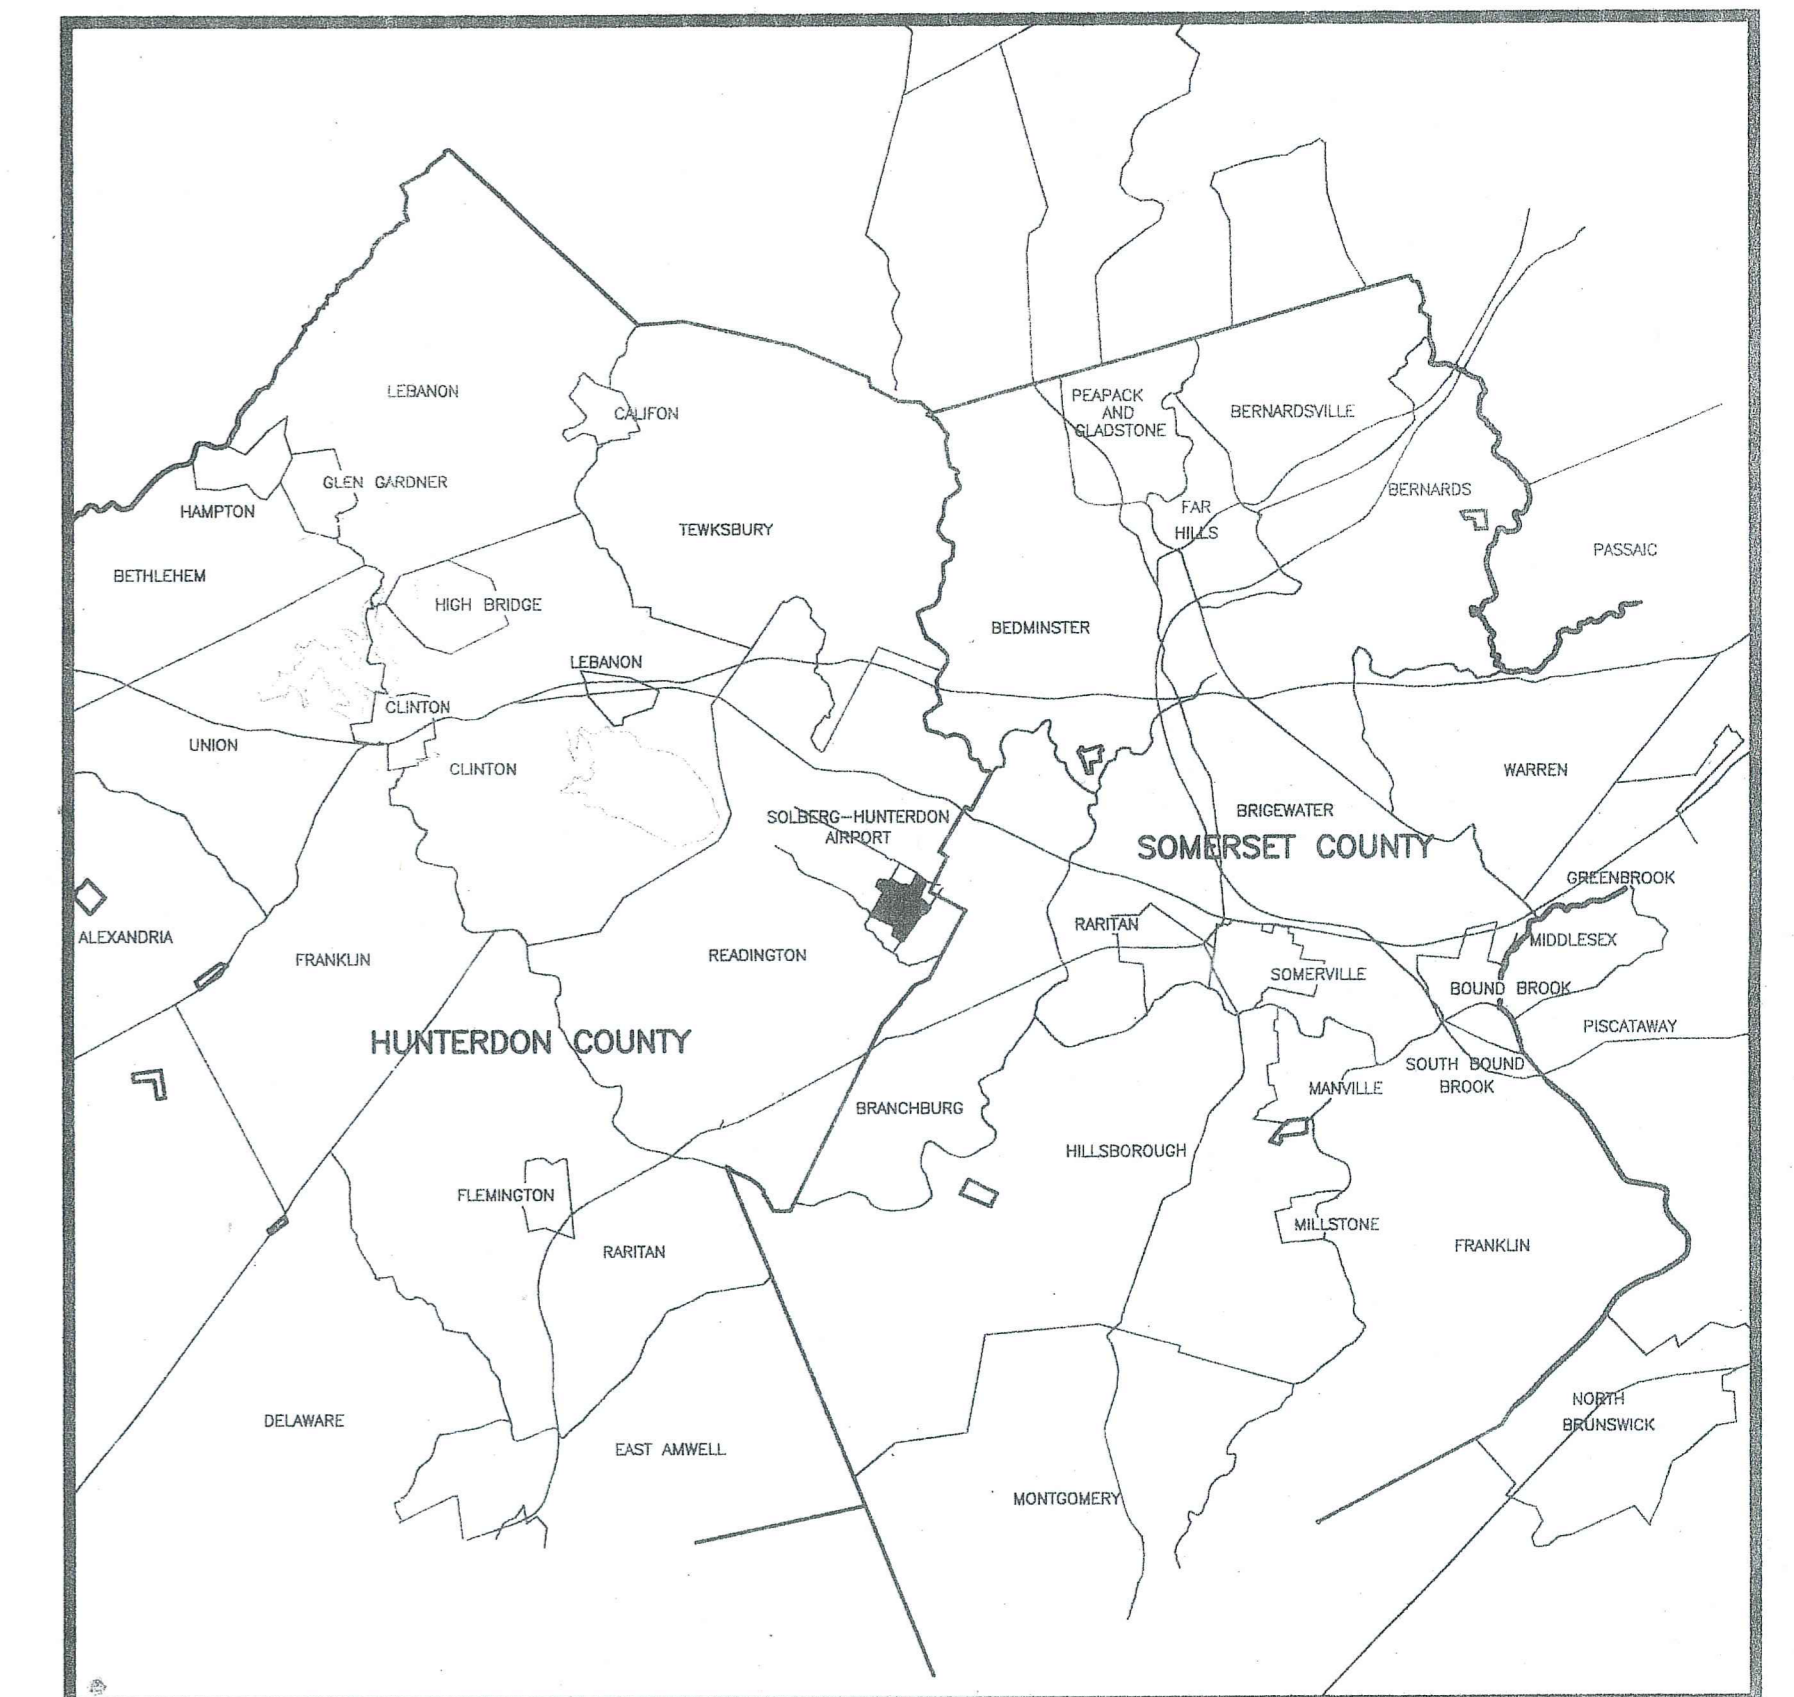 LEBANON
CALIFON
PEAPACK
AND
GLADSTONE
BERNARDSVILLE
GLEN GARDNER
HAMPTON
BERNARDS
FAR
HILLS
TEWKSBURY
PASSAIC
BETHLEHEM
HIGH BRIDGE
BEDMINSTER
LEBANON
CLINTON
UNION
CLINTON
WARREN
SOLBERG-HUNTERDON
AIRPORT
BRIGEWATER
SOMERSET COUNTY
GREENBROOK
ALEXANDRIA
FRANKLIN
READINGTON
RARITAN
MIDDLESEX
SOMERVILLE
BOUND BROOK
HUNTERDON COUNTY
PISCATAWAY
SOUTH BOUND
BROOK
MANVILLE
BRANCHBURG
HILLSBOROUGH
FLEMINGTON
MILLSTONE
RARITAN
FRANKLIN
DELAWARE
EAST AMWELL
NORTH
BRUNSWICK
MONTGOMERY